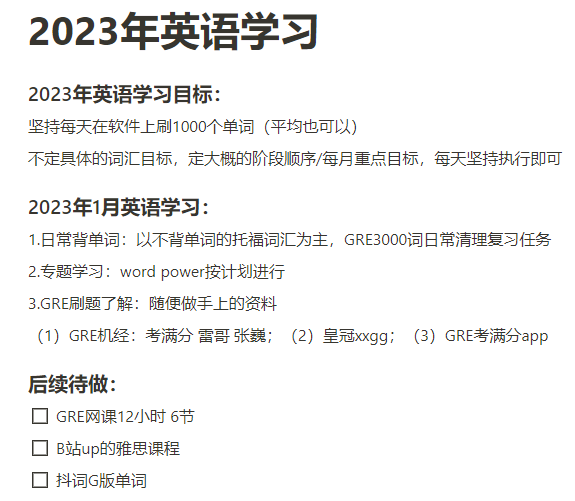 2023年英语学习
2023年英语学习目标：
坚持每天在软件上刷1000个单词（平均也可以）
不定具体的词汇目标，定大概的阶段顺序/每月重点目标，每天坚持执行即可
2023年1月英语学习：
1.日常背单词：以不背单词的托福词汇为主，GRE3000词日常清理复习任务
2.专题学习：word power按计划进行
3.GRE刷题了解：随便做手上的资料
（1）GRE机经：考满分 雷哥 张巍；（2）皇冠xxgg；（3）GRE考满分app
后续待做：
GRE网课12小时 6节
B站up的雅思课程
抖词G版单词